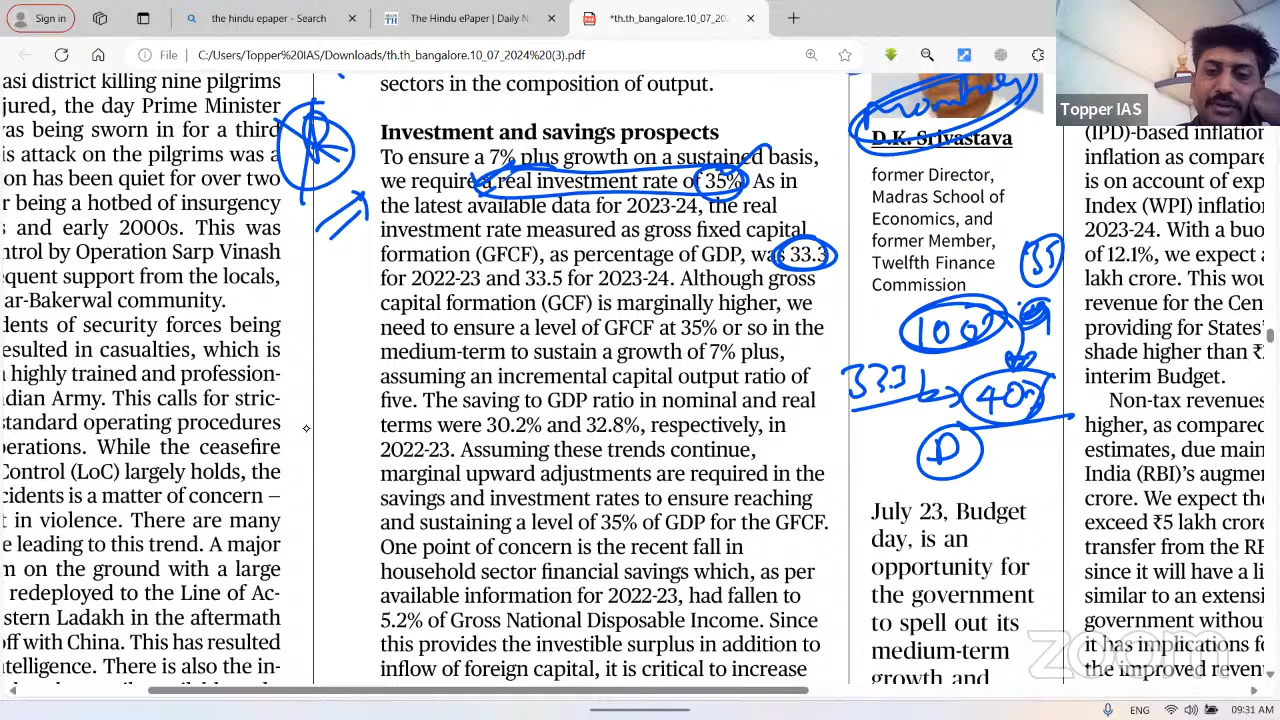 Sign in
the hindu epaper - Search
The Hindu ePaper | Daily N
*th.th_bangalore.10_07_202
File
C:/Users/Topper%20IAS/Downloads/th.th_bangalore.10_07_2024%20(3).pdf
Topper IAS
asi district killing nine pilgrims
jured, the day Prime Minister
as being sworn in for a third
is attack on the pilgrims was a
on has been quiet for over two
r being a hotbed of insurgency
s and early 2000s. This was
ntrol by Operation Sarp Vinash
equent support from the locals,
ar-Bakerwal community.
dents of security forces being
esulted in casualties, which is
a highly trained and profession-
dian Army. This calls for stric-
standard operating procedures
perations. While the ceasefire
Control (LoC) largely holds, the
cidents is a matter of concern —
t in violence. There are many
e leading to this trend. A major
m on the ground with a large
redeployed to the Line of Ac-
stern Ladakh in the aftermath
off with China. This has resulted
telligence. There is also the in-
sectors in the composition of output.
Investment and savings prospects
To ensure a 7% plus growth on a sustained basis,
we require a real investment rate of 35%. As in
the latest available data for 2023-24, the real
investment rate measured as gross fixed capital
formation (GFCF), as percentage of GDP, was 33.3
for 2022-23 and 33.5 for 2023-24. Although gross
capital formation (GCF) is marginally higher, we
need to ensure a level of GFCF at 35% or so in the
medium-term to sustain a growth of 7% plus,
assuming an incremental capital output ratio of
five. The saving to GDP ratio in nominal and real
terms were 30.2% and 32.8%, respectively, in
2022-23. Assuming these trends continue,
marginal upward adjustments are required in the
savings and investment rates to ensure reaching
and sustaining a level of 35% of GDP for the GFCF.
One point of concern is the recent fall in
household sector financial savings which, as per
available information for 2022-23, had fallen to
5.2% of Gross National Disposable Income. Since
this provides the investible surplus in addition to
inflow of foreign capital, it is critical to increase
D.K. Srivastava
former Director,
Madras School of
Economics, and
former Member,
Twelfth Finance
Commission
35
100
333
400
D
July 23, Budget
day, is an
opportunity for
the government
to spell out its
medium-term
growth and
(IPD)-based inflation
inflation as compare
is on account of exp
Index (WPI) inflation
2023-24. With a buo
of 12.1%, we expect a
lakh crore. This wou
revenue for the Cen
providing for States'
shade higher than ₹
interim Budget.
Non-tax revenues
higher, as compared
estimates, due main
India (RBI)'s augmen
crore. We expect the
exceed ₹5 lakh crore
transfer from the RB
since it will have a li
similar to an extensi
government withou
it has implications fo
the improved reven
zoom
ENG
09:31 AM